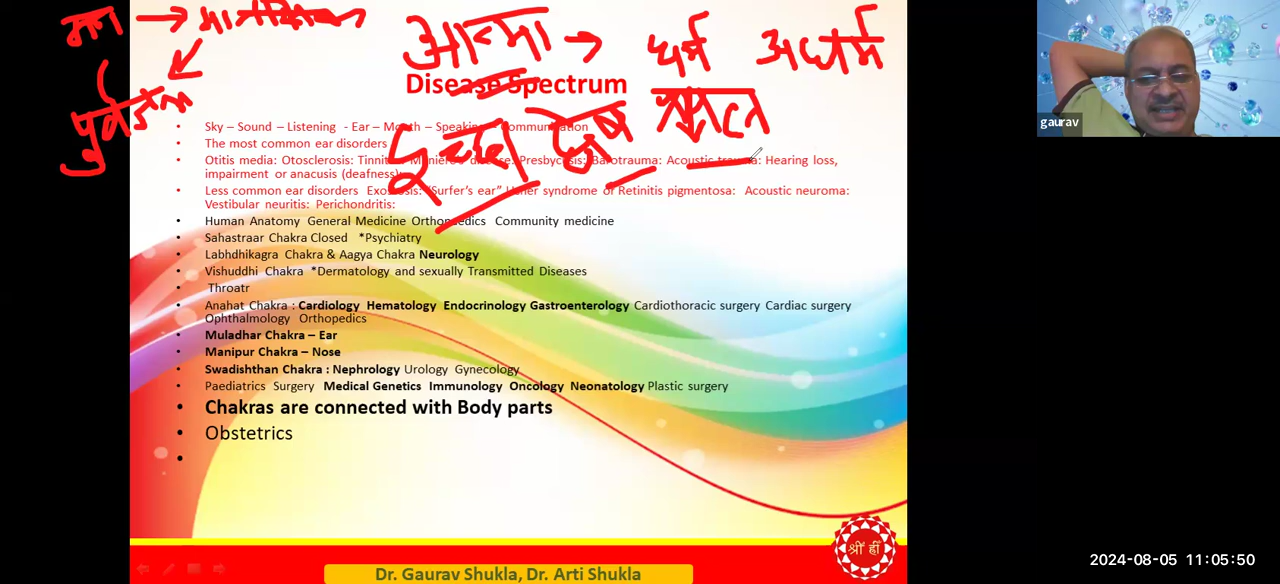 मन → मानसिक
आत्मा → धर्म अधर्म
पूर्वजन्म
इच्छा द्वेष प्रयत्न
Disease Spectrum
• Sky – Sound – Listening - Ear – Mouth – Speaking – Communication
• The most common ear disorders
• Otitis media: Otosclerosis: Tinnitus Meniere's disease: Presbycusis: Barotrauma: Acoustic trauma: Hearing loss,
impairment or anacusis (deafness):
• Less common ear disorders Exostosis: "Surfer's ear" Usher syndrome or Retinitis pigmentosa: Acoustic neuroma:
Vestibular neuritis: Perichondritis:
• Human Anatomy General Medicine Orthopaedics Community medicine
• Sahastraar Chakra Closed *Psychiatry
• Labhdhikagra Chakra & Aagya Chakra Neurology
• Vishuddhi Chakra *Dermatology and sexually Transmitted Diseases
• Throatr
• Anahat Chakra : Cardiology Hematology Endocrinology Gastroenterology Cardiothoracic surgery Cardiac surgery
Ophthalmology Orthopedics
• Muladhar Chakra – Ear
• Manipur Chakra – Nose
• Swadishthan Chakra : Nephrology Urology Gynecology
• Paediatrics Surgery Medical Genetics Immunology Oncology Neonatology Plastic surgery
• Chakras are connected with Body parts
• Obstetrics
•
श्रीं ह्रीं
Dr. Gaurav Shukla, Dr. Arti Shukla
gaurav
2024-08-05 11:05:50